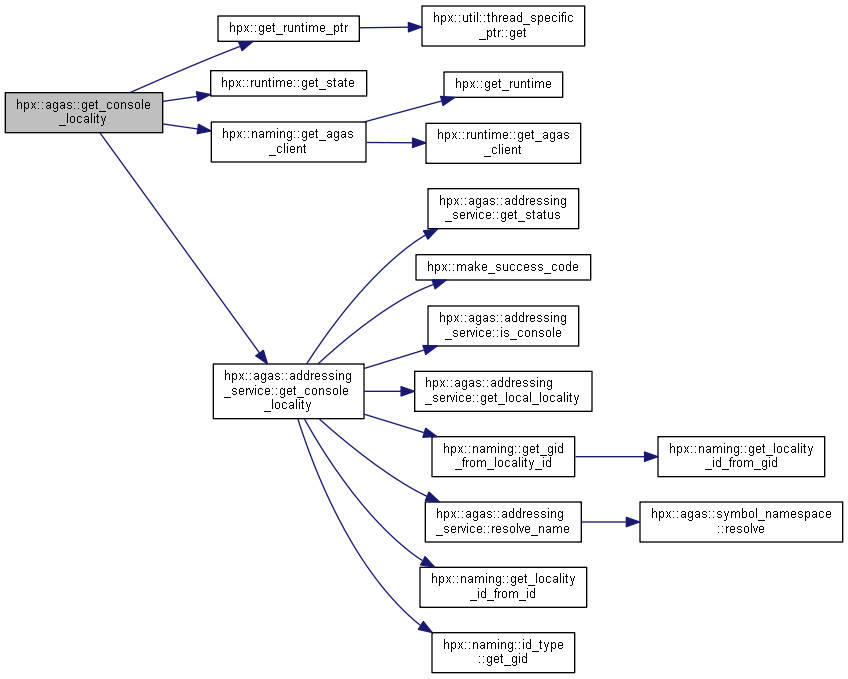 hpx::agas::get_console
_locality
hpx::get_runtime_ptr
hpx::util::thread_specific
_ptr::get
hpx::runtime::get_state
hpx::naming::get_agas
_client
hpx::get_runtime
hpx::runtime::get_agas
_client
hpx::agas::addressing
_service::get_console
_locality
hpx::agas::addressing
_service::get_status
hpx::make_success_code
hpx::agas::addressing
_service::is_console
hpx::agas::addressing
_service::get_local_locality
hpx::naming::get_gid
_from_locality_id
hpx::naming::get_locality
_id_from_gid
hpx::agas::addressing
_service::resolve_name
hpx::agas::symbol_namespace
::resolve
hpx::naming::get_locality
_id_from_id
hpx::naming::id_type
::get_gid